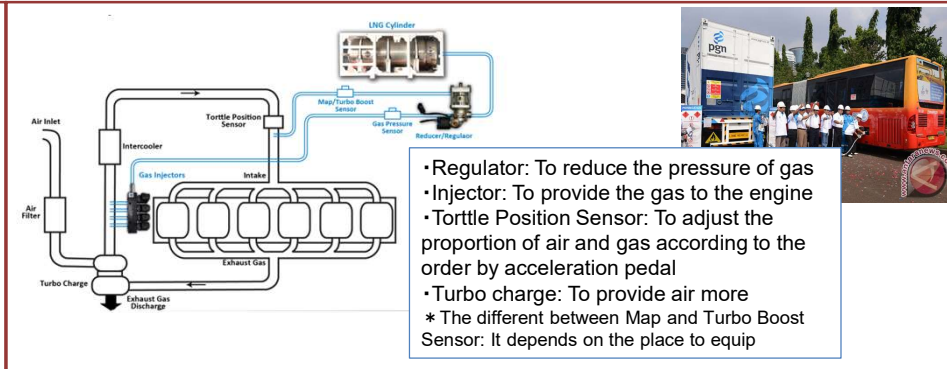 LNG Cylinder
Torttle Position
Sensor
Map/Turbo Boost
Sensor
Gas Pressure
Sensor
Reducer/Regulaor
Air Inlet
Intercooler
Gas Injectors
Intake
Air
Filter
Exhaust Gas
Turbo Charge
Exhaust Gas
Discharge
pgn
・Regulator: To reduce the pressure of gas
・Injector: To provide the gas to the engine
・Torttle Position Sensor: To adjust the
proportion of air and gas according to the
order by acceleration pedal
・Turbo charge: To provide air more
＊The different between Map and Turbo Boost
Sensor: It depends on the place to equip